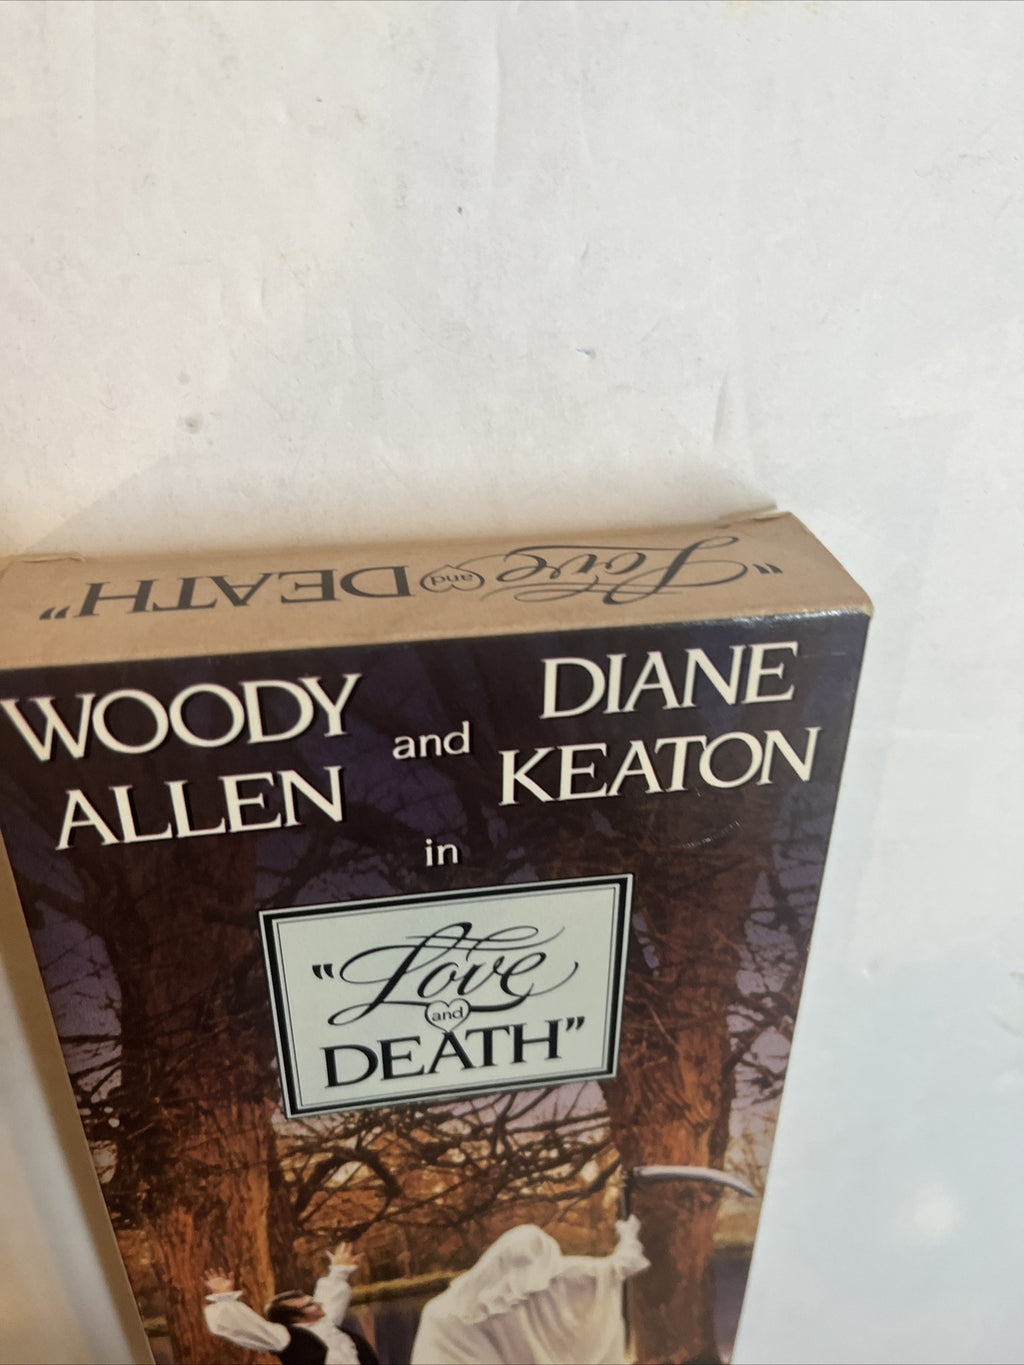 "Love and DEATH"
WOODY ALLEN and DIANE KEATON
in
"Love
and
DEATH"